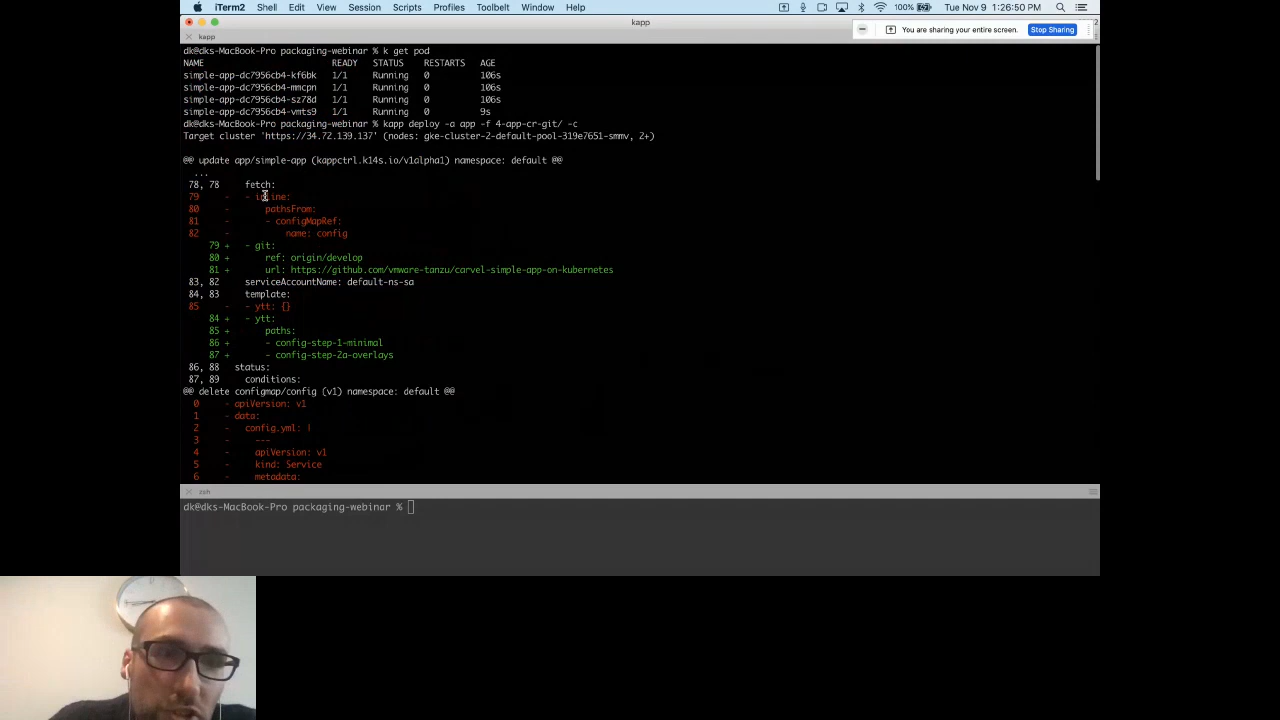 iTerm2 Shell Edit View Session Scripts Profiles Toolbelt Window Help 100% Tue Nov 9 1:26:50 PM
kapp
You are sharing your entire screen. Stop Sharing
kapp
dk@dks-MacBook-Pro packaging-webinar % k get pod
NAME READY STATUS RESTARTS AGE
simple-app-dc7956cb4-kf6bk 1/1 Running 0 106s
simple-app-dc7956cb4-mmcpn 1/1 Running 0 106s
simple-app-dc7956cb4-sz78d 1/1 Running 0 106s
simple-app-dc7956cb4-vmts9 1/1 Running 0 9s
dk@dks-MacBook-Pro packaging-webinar % kapp deploy -a app -f 4-app-cr-git/ -c
Target cluster 'https://34.72.139.137' (nodes: gke-cluster-2-default-pool-319e7651-smmv, 2+)
@@ update app/simple-app (kappctrl.k14s.io/v1alpha1) namespace: default @@
...
78, 78 fetch:
79 - - inline:
80 - pathsFrom:
81 - - configMapRef:
82 - name: config
79 + - git:
80 + ref: origin/develop
81 + url: https://github.com/vmware-tanzu/carvel-simple-app-on-kubernetes
83, 82 serviceAccountName: default-ns-sa
84, 83 template:
85 - - ytt: {}
84 + - ytt:
85 + paths:
86 + - config-step-1-minimal
87 + - config-step-2a-overlays
86, 88 status:
87, 89 conditions:
@@ delete configmap/config (v1) namespace: default @@
0 - apiVersion: v1
1 - data:
2 - config.yml: |
3 - ---
4 - apiVersion: v1
5 - kind: Service
6 - metadata:
zsh
dk@dks-MacBook-Pro packaging-webinar %